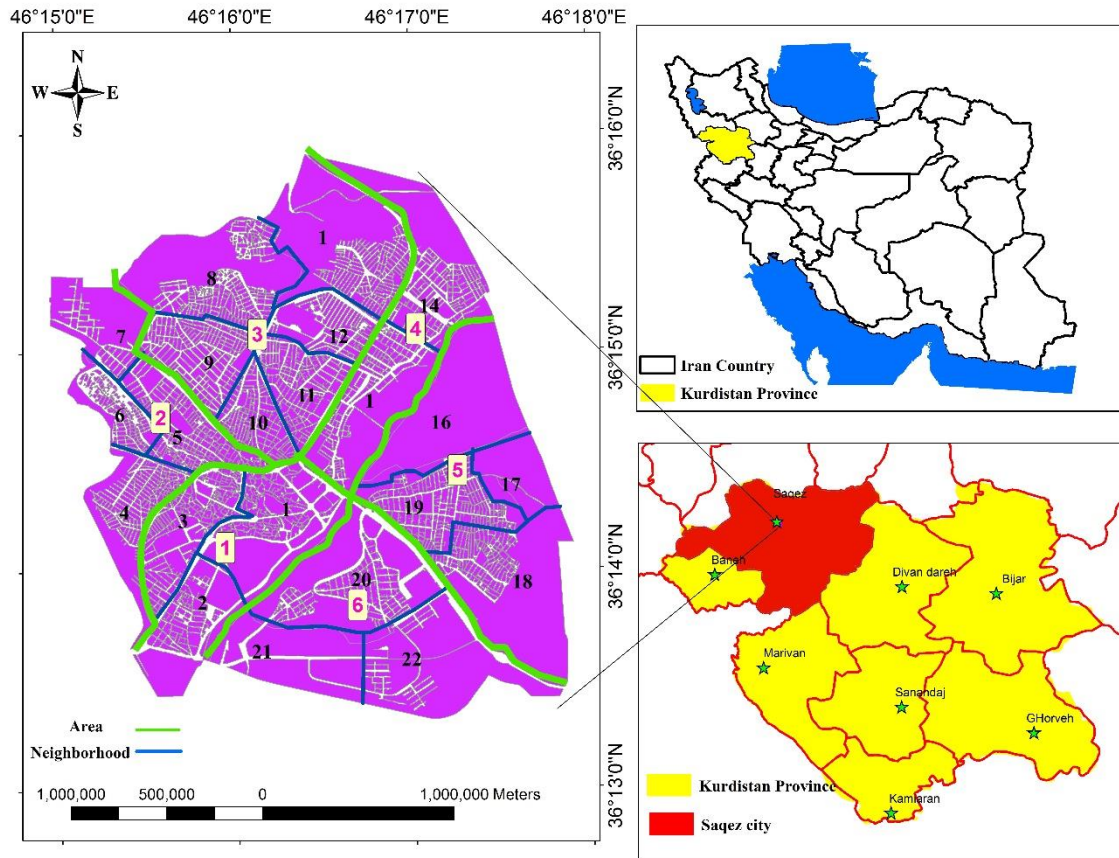 46°15'0"E 46°16'0"E 46°17'0"E 46°18'0"E
N
W E
S
36°16'0"N
36°15'0"N
36°14'0"N
36°13'0"N
1
8
14
7
3
12
4
9
11
1
6
2
5
10
16
5
17
4
3
1
19
1
18
20
2
6
21
22
Area
Neighborhood
1,000,000 500,000 0 1,000,000 Meters
Iran Country
Kurdistan Province
Saqez
Baneh
Divan dareh
Bijar
Marivan
Sanandaj
GHorveh
Kamiaran
Kurdistan Province
Saqez city